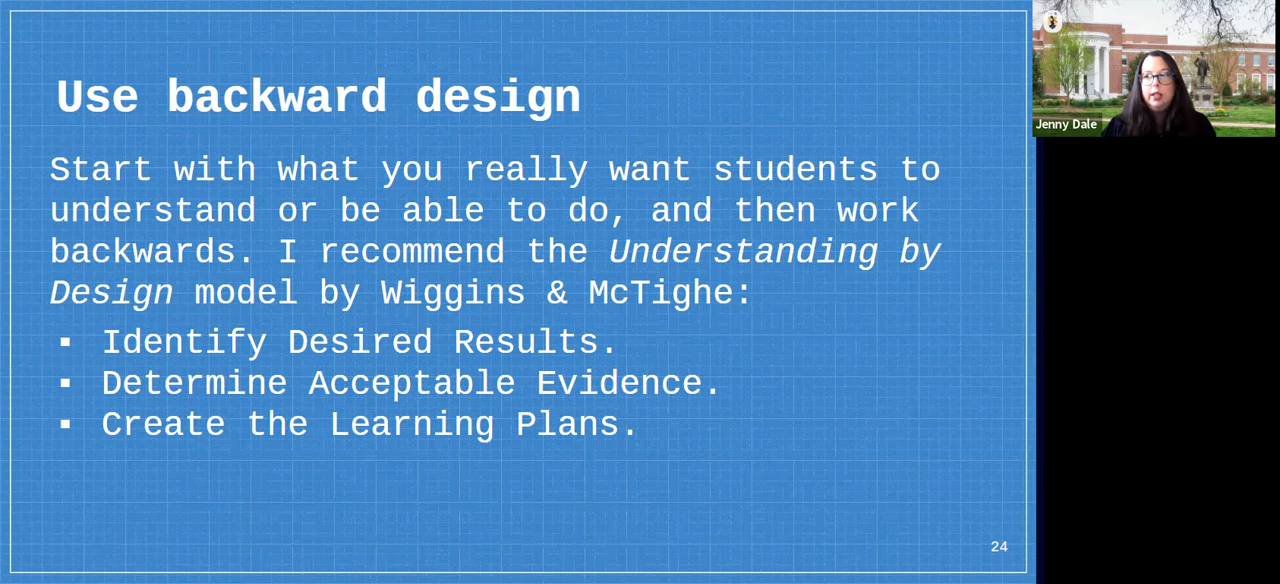 Use backward design
Start with what you really want students to
understand or be able to do, and then work
backwards. I recommend the Understanding by
Design model by Wiggins & McTighe:
▪ Identify Desired Results.
▪ Determine Acceptable Evidence.
▪ Create the Learning Plans.
24
Jenny Dale